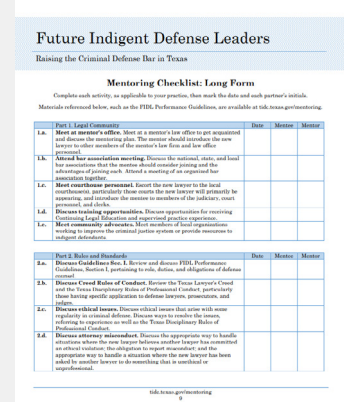 Future Indigent Defense Leaders
Raising the Criminal Defense Bar in Texas
Mentoring Checklist: Long Form
Complete each activity, as applicable to your practice, then mark the date and each partner's initials.
Materials referenced below, such as the FIDL Performance Guidelines, are available at tidc.texas.gov/mentoring.
Part 1. Legal Community Date Mentee Mentor
1.a. Meet at mentor's office. Meet at a mentor's law office to get acquainted
and discuss the mentoring plan. The mentor should introduce the new
lawyer to other members of the mentor's law firm and law office
personnel.
1.b. Attend bar association meeting. Discuss the national, state, and local
bar associations that the mentee should consider joining and the
advantages of joining each. Attend a meeting of an organized bar
association together.
1.c. Meet courthouse personnel. Escort the new lawyer to the local
courthouse(s), particularly those courts the new lawyer will primarily be
appearing, and introduce the mentee to members of the judiciary, court
personnel, and clerks.
1.d. Discuss training opportunities. Discuss opportunities for receiving
Continuing Legal Education and supervised practice experience.
1.e. Meet community advocates. Meet members of local organizations
working to improve the criminal justice system or provide resources to
indigent defendants.
Part 2. Rules and Standards Date Mentee Mentor
2.a. Discuss Guidelines Sec. I. Review and discuss FIDL Performance
Guidelines, Section I, pertaining to role, duties, and obligations of defense
counsel
2.b. Discuss Creed Rules of Conduct. Review the Texas Lawyer's Creed
and the Texas Disciplinary Rules of Professional Conduct, particularly
those having specific application to defense lawyers, prosecutors, and
judges.
2.c. Discuss ethical issues. Discuss ethical issues that arise with some
regularity in criminal defense. Discuss ways to resolve the issues,
referring to experience as well as the Texas Disciplinary Rules of
Professional Conduct.
2.d. Discuss attorney misconduct. Discuss the appropriate way to handle
situations where the new lawyer believes another lawyer has committed
an ethical violation; the obligation to report misconduct; and the
appropriate way to handle a situation where the new lawyer has been
asked by another lawyer to do something that is unethical or
unprofessional.
tidc.texas.gov/mentoring
9